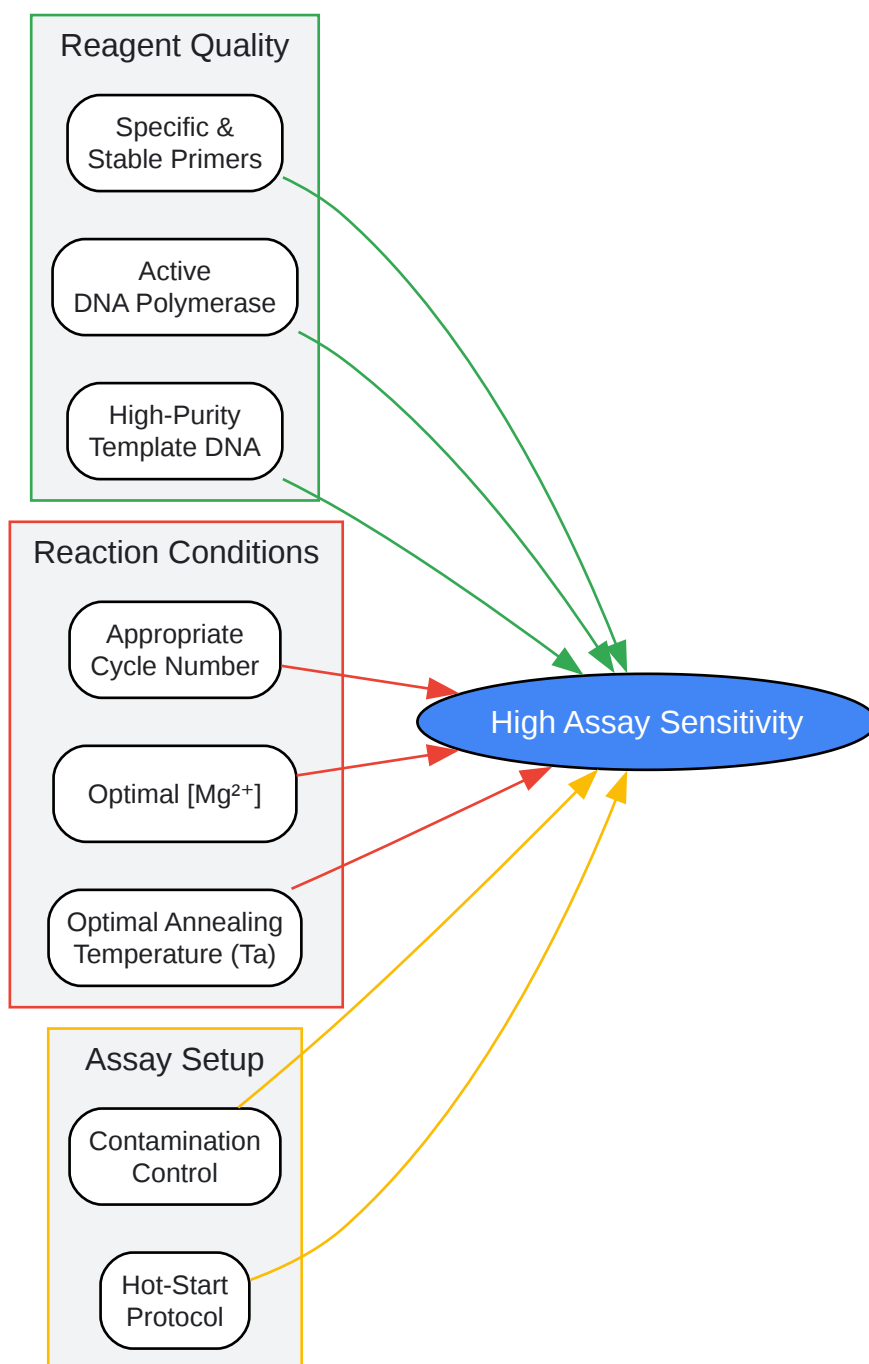 Reagent Quality
Specific &
Stable Primers
Active
DNA Polymerase
High-Purity
Template DNA
Reaction Conditions
Appropriate
Cycle Number
Optimal [Mg²⁺]
Optimal Annealing
Temperature (Ta)
Assay Setup
Contamination
Control
Hot-Start
Protocol
High Assay Sensitivity